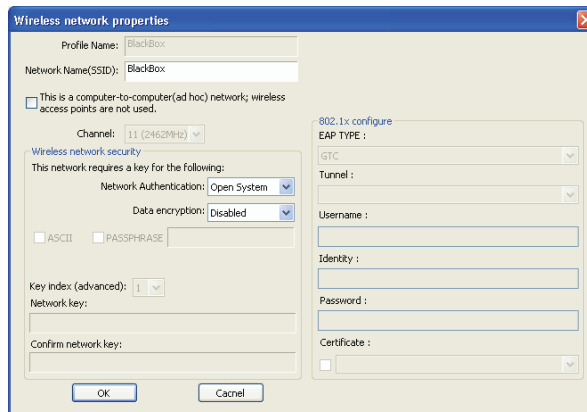 Wireless network properties
Profile Name: BlackBox
Network Name(SSID): BlackBox
This is a computer-to-computer(ad hoc) network; wireless
access points are not used.
Channel: 11 (2462MHz)
Wireless network security
This network requires a key for the following:
Network Authentication: Open System
Data encryption: Disabled
ASCII PASSPHRASE
Key index (advanced): 1
Network key:
Confirm network key:
OK Cacnel
802.1x configure
EAP TYPE :
GTC
Tunnel :
Username :
Identity :
Password :
Certificate :